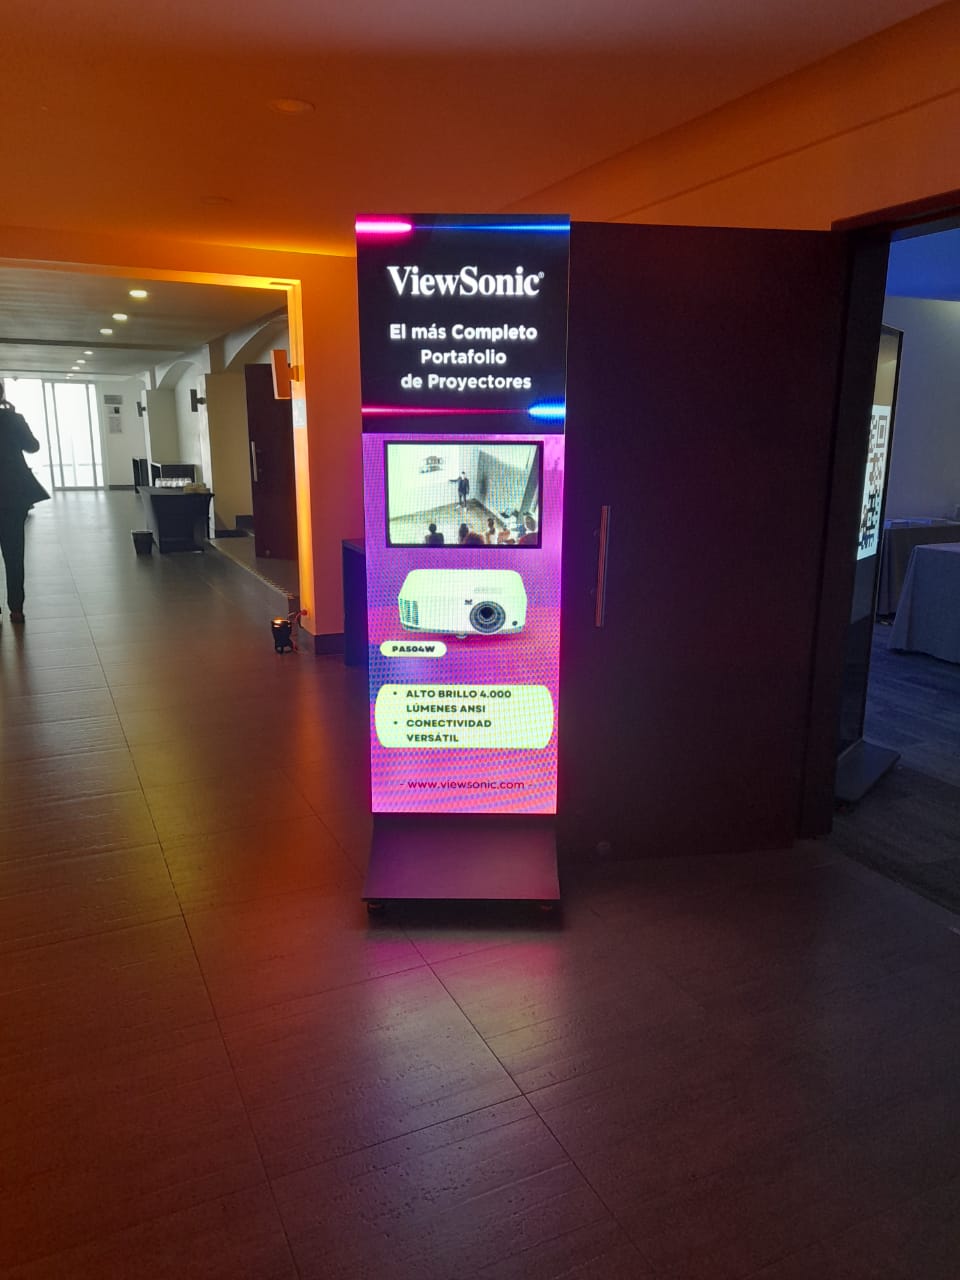 ViewSonic®
El más Completo
Portafolio
de Proyectores
PA504W
• ALTO BRILLO 4.000
LÚMENES ANSI
• CONECTIVIDAD
VERSÁTIL
- www.viewsonic.com -